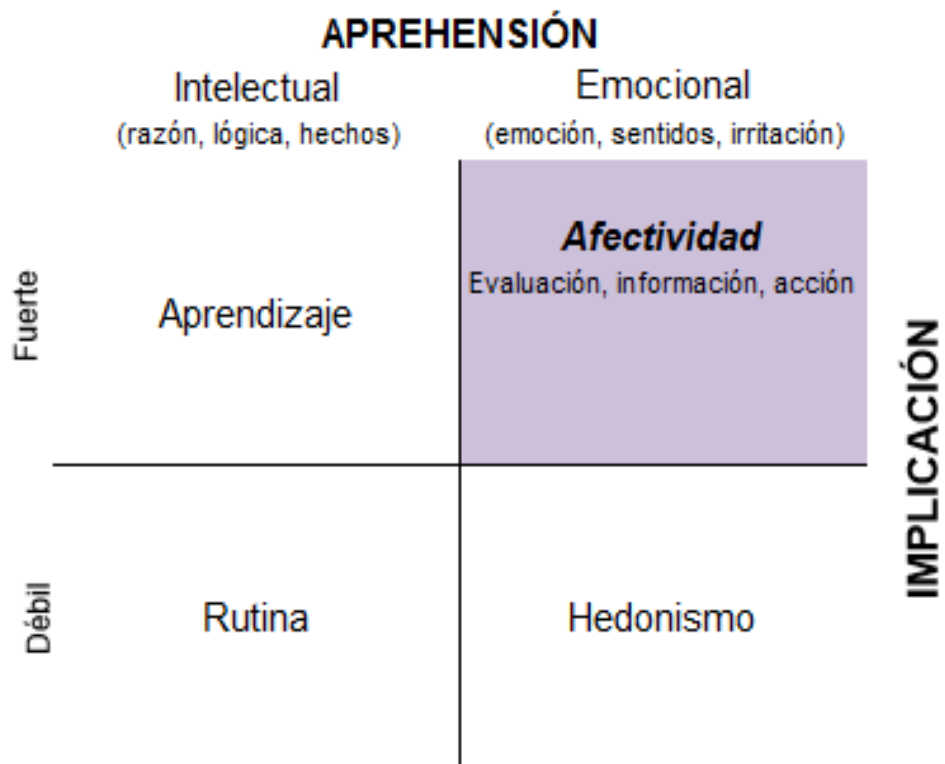 APREHENSIÓN
Intelectual
(razón, lógica, hechos)
Emocional
(emoción, sentidos, irritación)
Fuerte
Aprendizaje
Afectividad
Evaluación, información, acción
IMPLICACIÓN
Débil
Rutina
Hedonismo